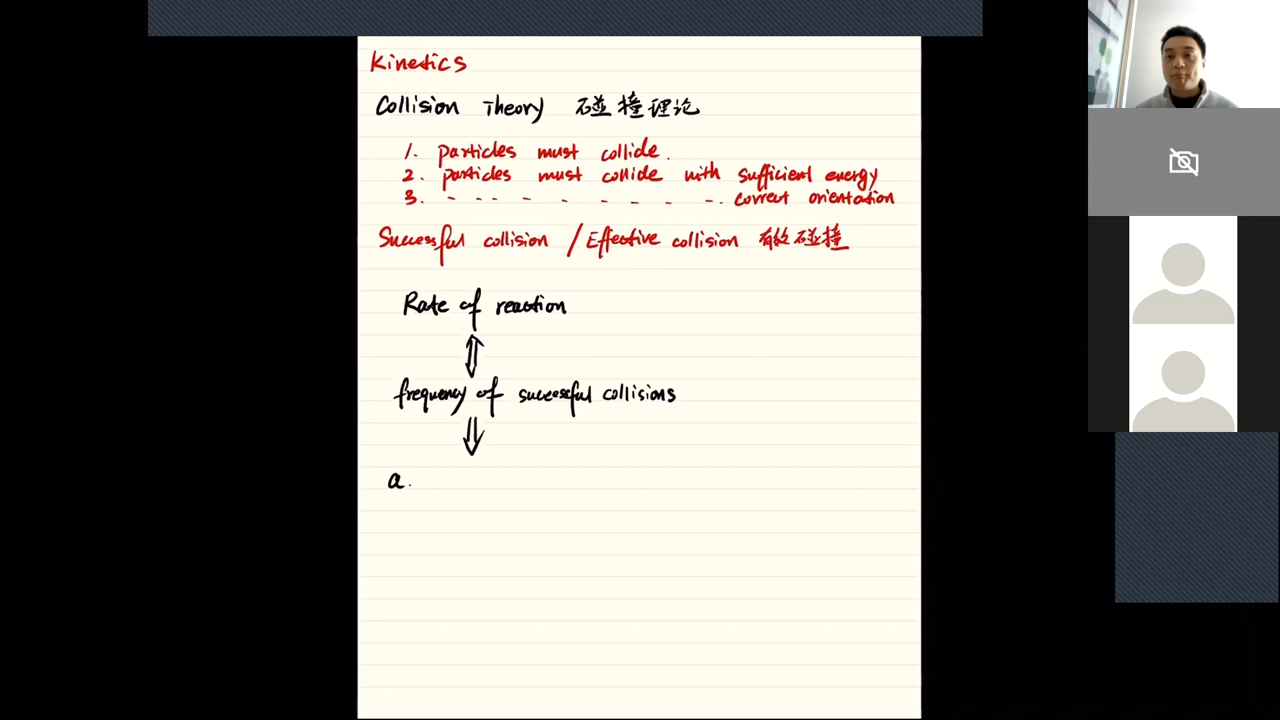 Kinetics
Collision Theory 碰撞理论
1. particles must collide.
2. particles must collide with sufficient energy
3. - - - - - - - - -. correct orientation
Successful collision / Effective collision 有效碰撞
Rate of reaction
frequency of successful collisions
a.